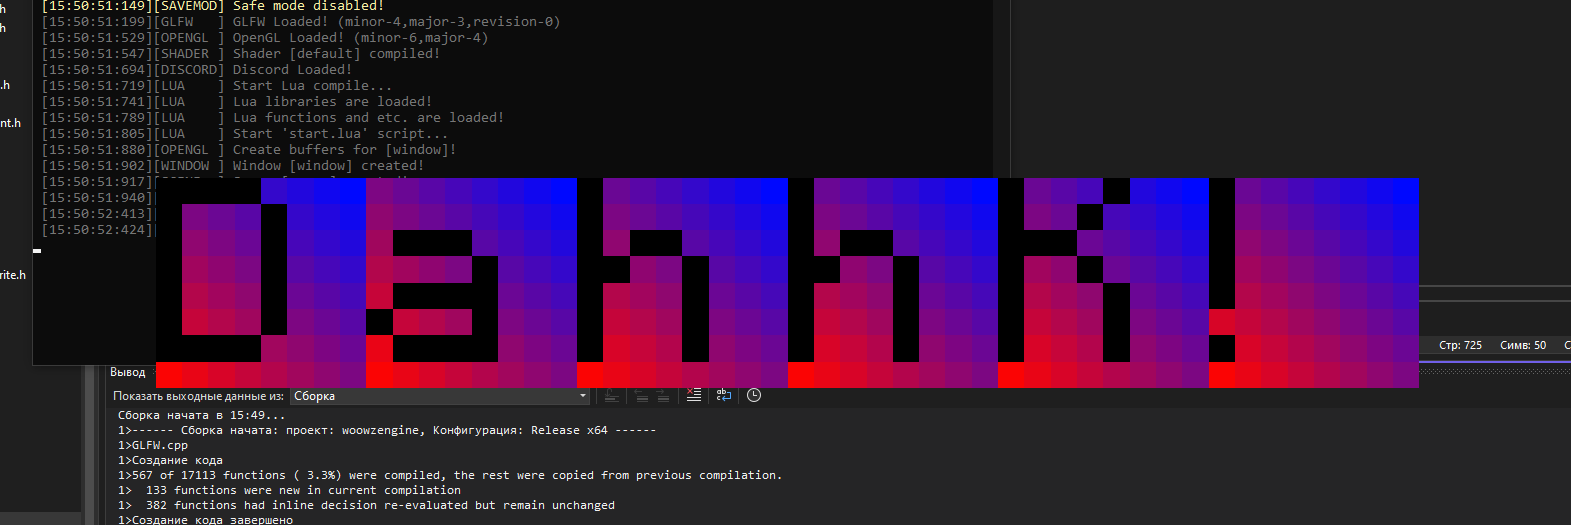 h
[15:50:51:149][SAVEMOD] Safe mode disabled!
h
[15:50:51:199][GLFW   ] GLFW Loaded! (minor-4,major-3,revision-0)
[15:50:51:529][OPENGL ] OpenGL Loaded! (minor-6,major-4)
[15:50:51:547][SHADER ] Shader [default] compiled!
[15:50:51:694][DISCORD] Discord Loaded!
.h
[15:50:51:719][LUA    ] Start Lua compile...
[15:50:51:741][LUA    ] Lua libraries are loaded!
nt.h
[15:50:51:789][LUA    ] Lua functions and etc. are loaded!
[15:50:51:805][LUA    ] Start 'start.lua' script...
[15:50:51:880][OPENGL ] Create buffers for [window]!
[15:50:51:902][WINDOW ] Window [window] created!
[15:50:51:917]
[15:50:51:940]
[15:50:52:413]
[15:50:52:424]
rite.h
Стр: 725 Симв: 50
Вывод
Показать выходные данные из: Сборка
Сборка начата в 15:49...
1>------ Сборка начата: проект: woowzengine, Конфигурация: Release x64 ------
1>GLFW.cpp
1>Создание кода
1>567 of 17113 functions ( 3.3%) were compiled, the rest were copied from previous compilation.
1>  133 functions were new in current compilation
1>  382 functions had inline decision re-evaluated but remain unchanged
1>Создание кода завершено